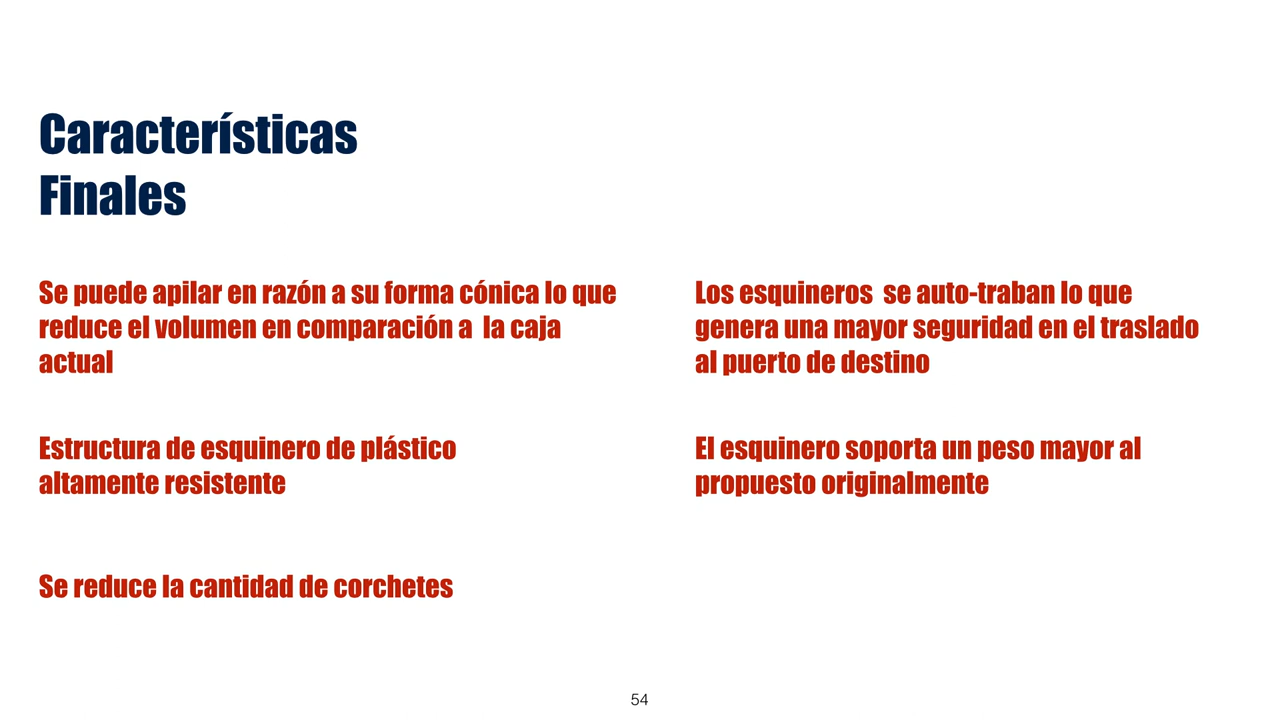 Características
Finales
Se puede apilar en razón a su forma cónica lo que
reduce el volumen en comparación a  la caja
actual
Estructura de esquinero de plástico
altamente resistente
Se reduce la cantidad de corchetes
Los esquineros  se auto-traban lo que
genera una mayor seguridad en el traslado
al puerto de destino
El esquinero soporta un peso mayor al
propuesto originalmente
54